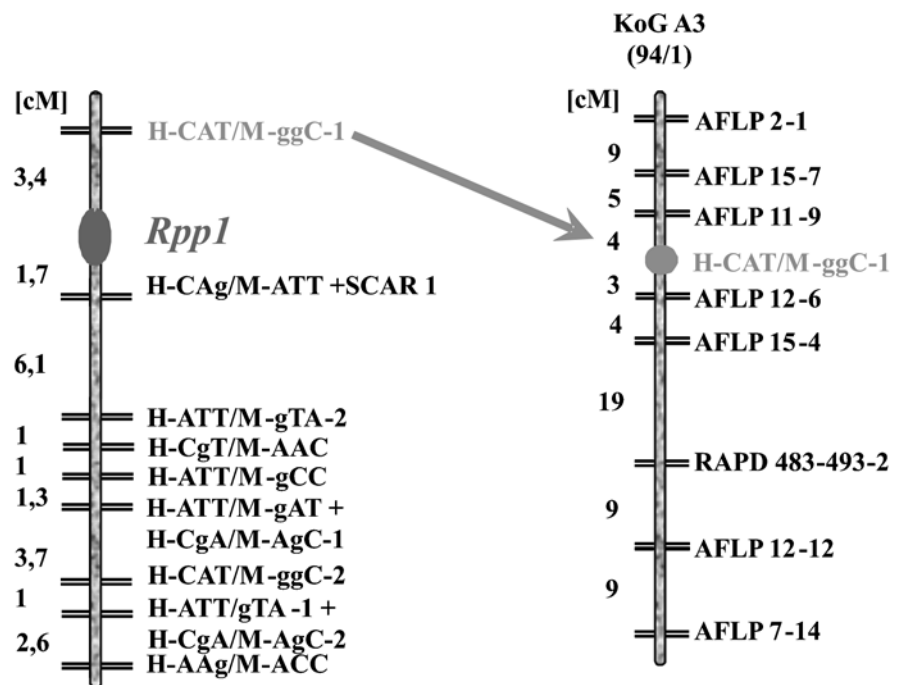 KoG A3
(94/1)
[cM]
H-CAT/M-ggC-1
3,4
Rpp1
1,7
H-CAg/M-ATT +SCAR 1
6,1
H-ATT/M-gTA-2
1
H-CgT/M-AAC
1
H-ATT/M-gCC
1,3
H-ATT/M-gAT +
H-CgA/M-AgC-1
3,7
H-CAT/M-ggC-2
1
H-ATT/gTA-1 +
H-CgA/M-AgC-2
2,6
H-AAg/M-ACC
[cM]
AFLP 2-1
9
AFLP 15-7
5
AFLP 11-9
4
H-CAT/M-ggC-1
3
AFLP 12-6
4
AFLP 15-4
19
RAPD 483-493-2
9
AFLP 12-12
9
AFLP 7-14